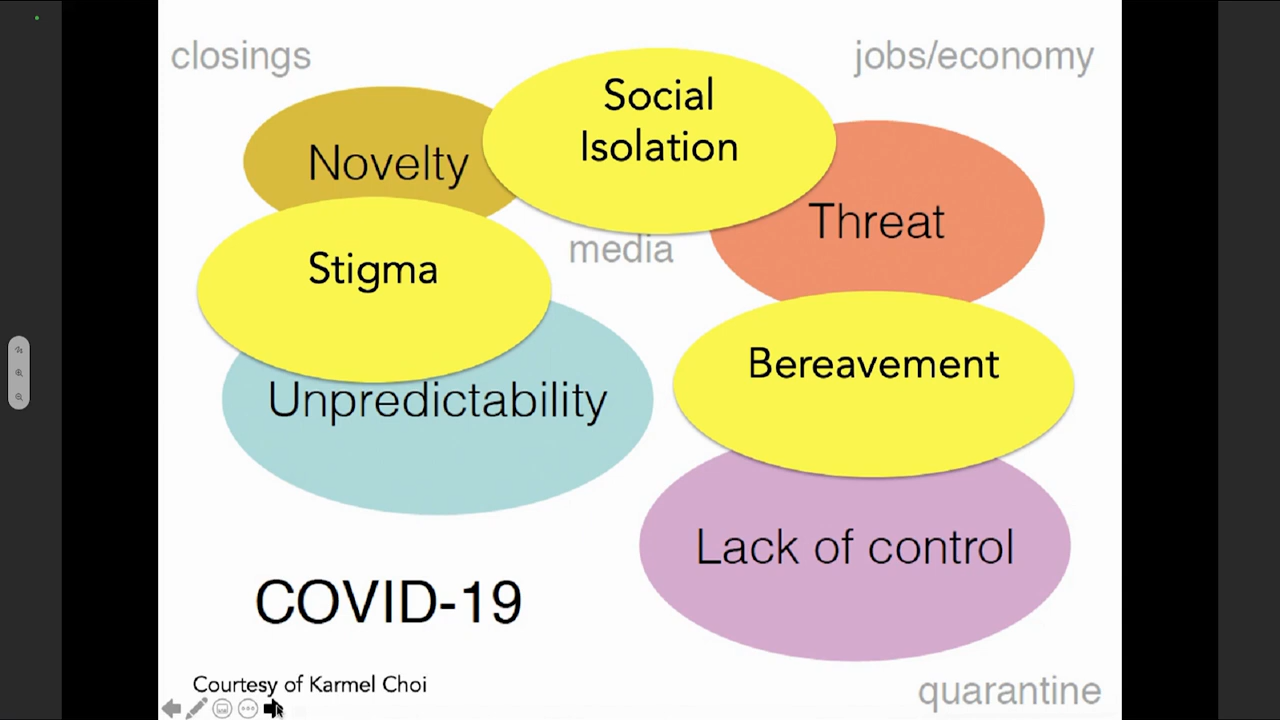 closings
jobs/economy
Social
Isolation
Novelty
Threat
media
Stigma
Bereavement
Unpredictability
Lack of control
COVID-19
Courtesy of Karmel Choi
quarantine